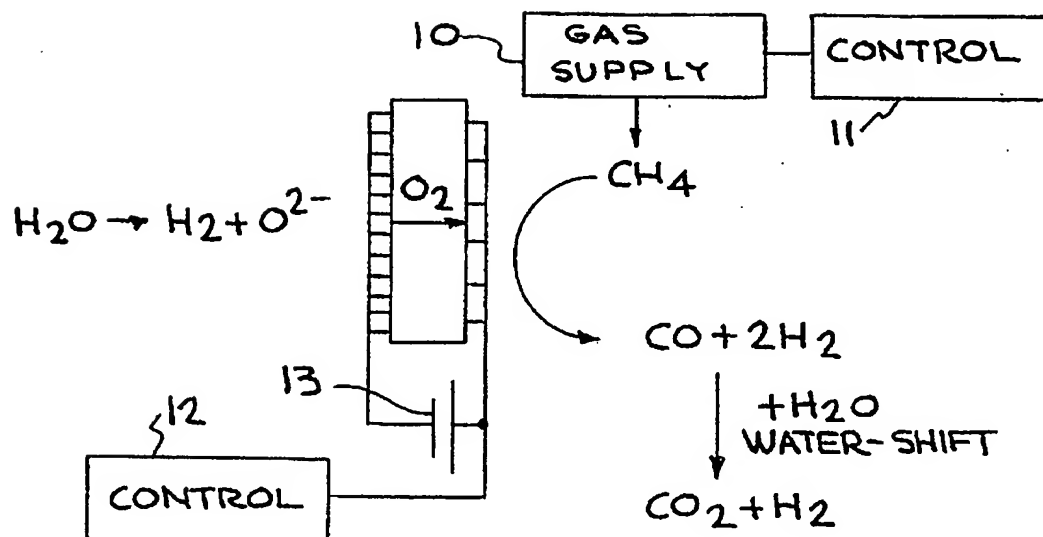 10
GAS
SUPPLY
CONTROL
11
CH₄
O₂
H₂O → H₂ + O²⁻
CO + 2H₂
13
+H₂O
WATER-SHIFT
12
CONTROL
CO₂ + H₂